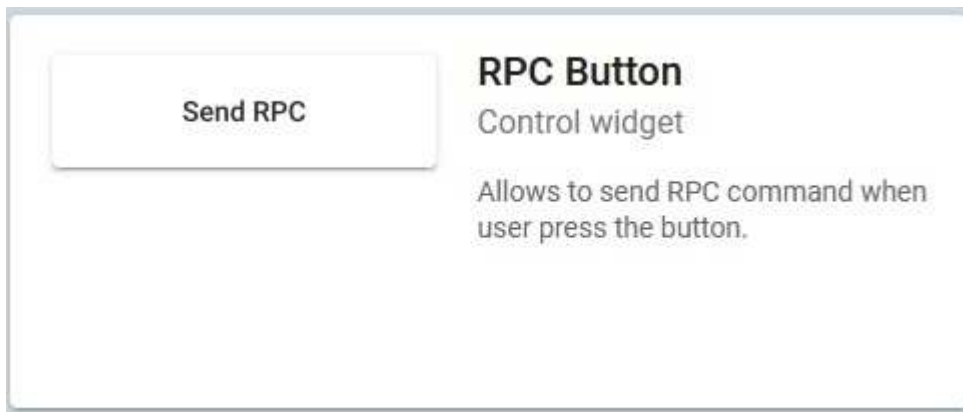 Send RPC
RPC Button
Control widget
Allows to send RPC command when
user press the button.